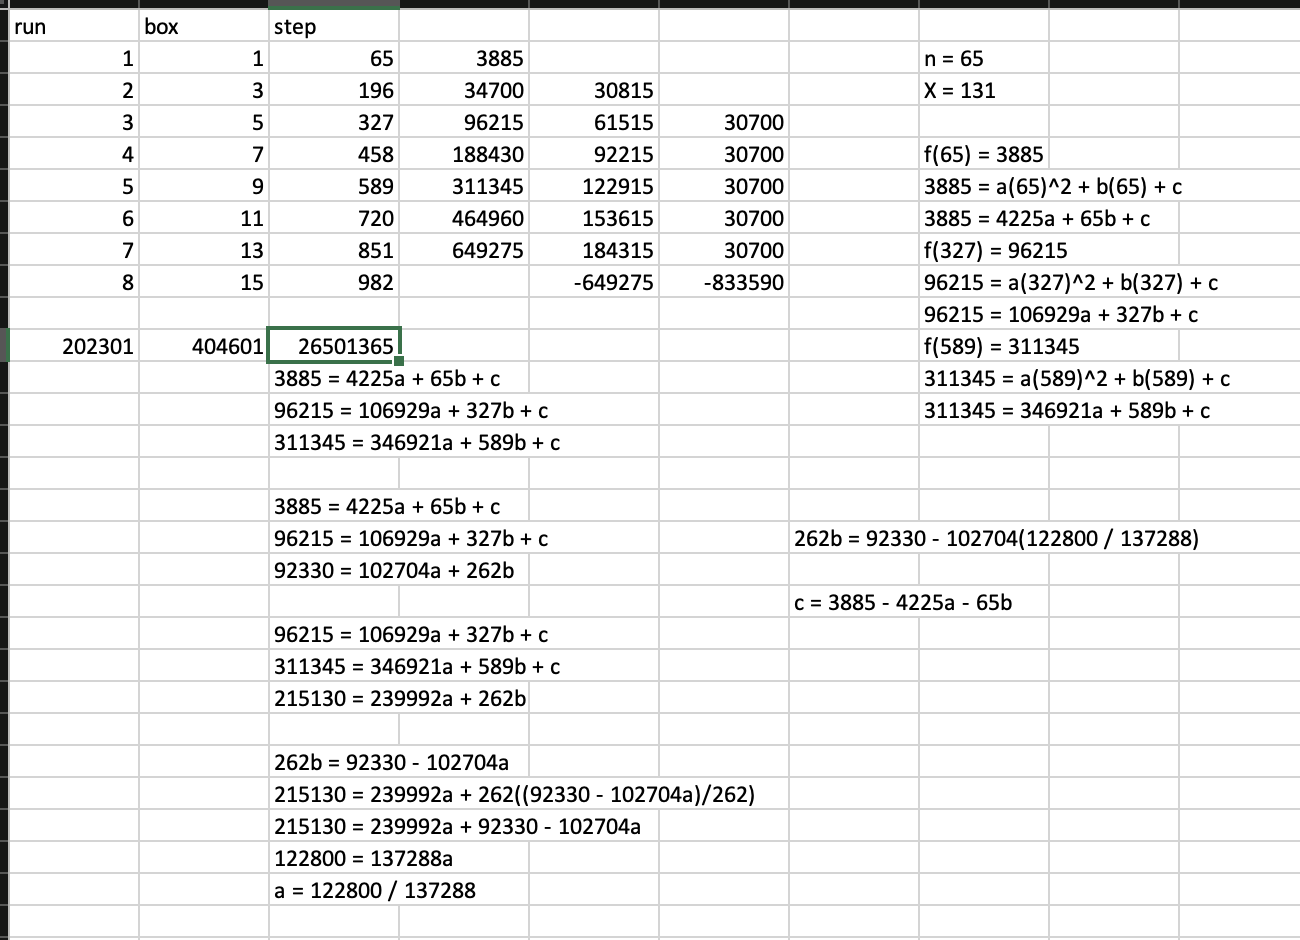 run box step
1 1 65 3885 n = 65
2 3 196 34700 30815 X = 131
3 5 327 96215 61515 30700
4 7 458 188430 92215 30700 f(65) = 3885
5 9 589 311345 122915 30700 3885 = a(65)^2 + b(65) + c
6 11 720 464960 153615 30700 3885 = 4225a + 65b + c
7 13 851 649275 184315 30700 f(327) = 96215
8 15 982 -649275 -833590 96215 = a(327)^2 + b(327) + c
96215 = 106929a + 327b + c
202301 404601 26501365 f(589) = 311345
3885 = 4225a + 65b + c 311345 = a(589)^2 + b(589) + c
96215 = 106929a + 327b + c 311345 = 346921a + 589b + c
311345 = 346921a + 589b + c
3885 = 4225a + 65b + c
96215 = 106929a + 327b + c 262b = 92330 - 102704(122800 / 137288)
92330 = 102704a + 262b
c = 3885 - 4225a - 65b
96215 = 106929a + 327b + c
311345 = 346921a + 589b + c
215130 = 239992a + 262b
262b = 92330 - 102704a
215130 = 239992a + 262((92330 - 102704a)/262)
215130 = 239992a + 92330 - 102704a
122800 = 137288a
a = 122800 / 137288